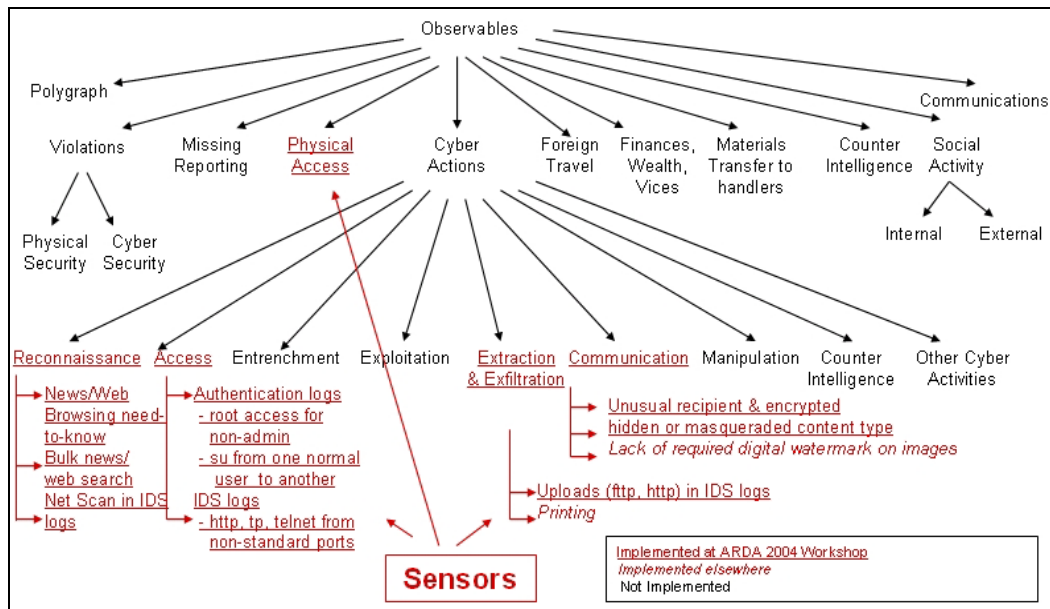 Observables
Polygraph
Communications
Violations
Missing
Reporting
Physical
Access
Cyber
Actions
Foreign
Travel
Finances,
Wealth,
Vices
Materials
Transfer to
handlers
Counter
Intelligence
Social
Activity
Physical
Security
Cyber
Security
Internal
External
Reconnaissance
News/Web
Browsing need-
to-know
Bulk news/
web search
Net Scan in IDS
logs
Access
Authentication logs
- root access for
non-admin
- su from one normal
user to another
IDS logs
- http, tp, telnet from
non-standard ports
Entrenchment
Exploitation
Extraction
& Exfiltration
Uploads (fttp, http) in IDS logs
Printing
Communication
Unusual recipient & encrypted
hidden or masqueraded content type
Lack of required digital watermark on images
Manipulation
Counter
Intelligence
Other Cyber
Activities
Sensors
Implemented at ARDA 2004 Workshop
Implemented elsewhere
Not Implemented